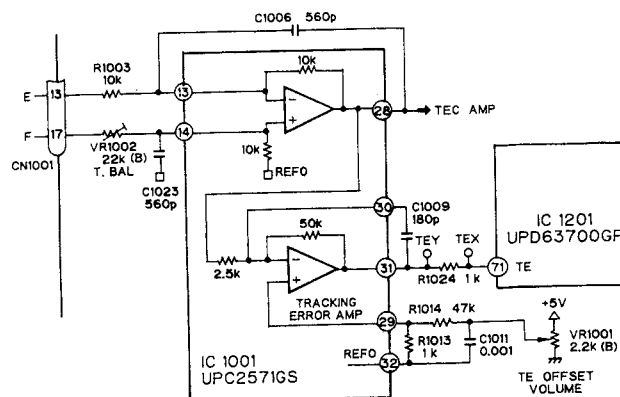 C1006 560p
R1003
10k
10k
E
13
13
28
TEC AMP
F
17
14
VR1002
22k (B)
T. BAL
CN1001
10k
REF0
C1023
560p
30
C1009
180p
50k
2.5k
TEY
TEX
IC 1201
UPD63700GF
31
71
TE
R1024
1k
TRACKING
ERROR AMP
29
R1014 47k
+5V
R1013
1k
C1011
0.001
VR1001
2.2k (B)
REF0
32
IC 1001
UPC2571GS
TE OFFSET
VOLUME